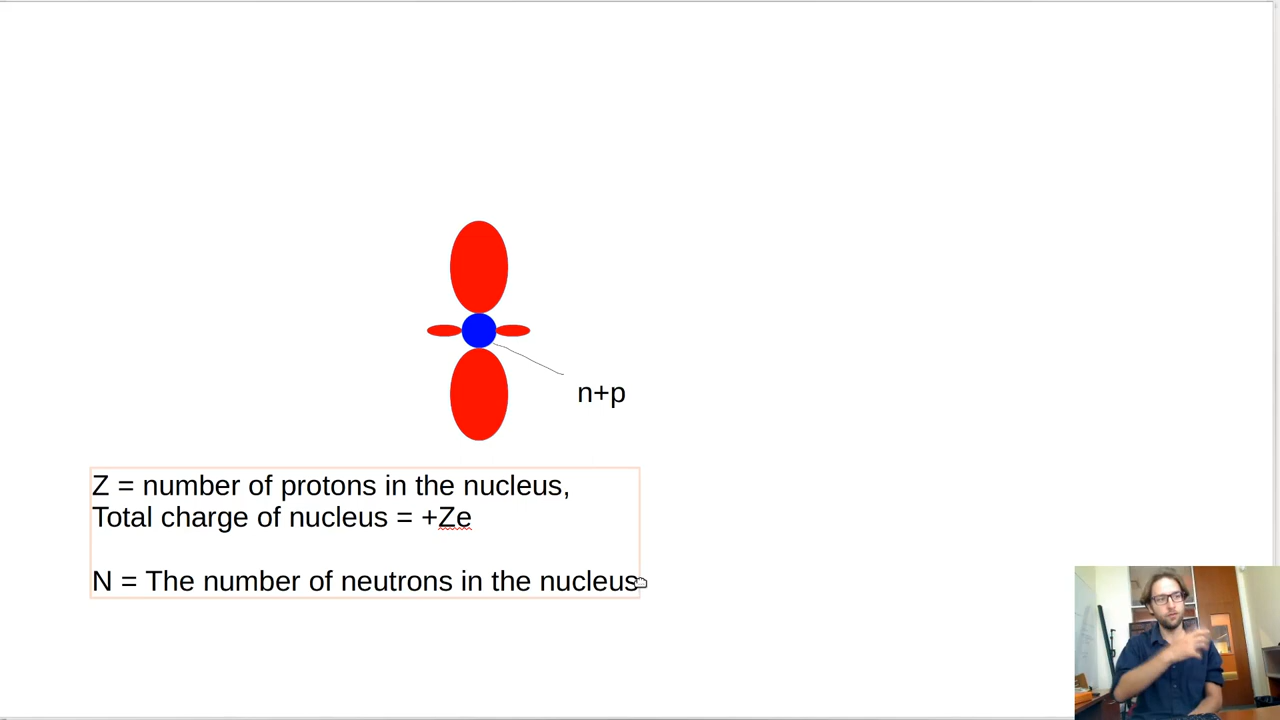 n+p
Z = number of protons in the nucleus,
Total charge of nucleus = +Ze
N = The number of neutrons in the nucleus